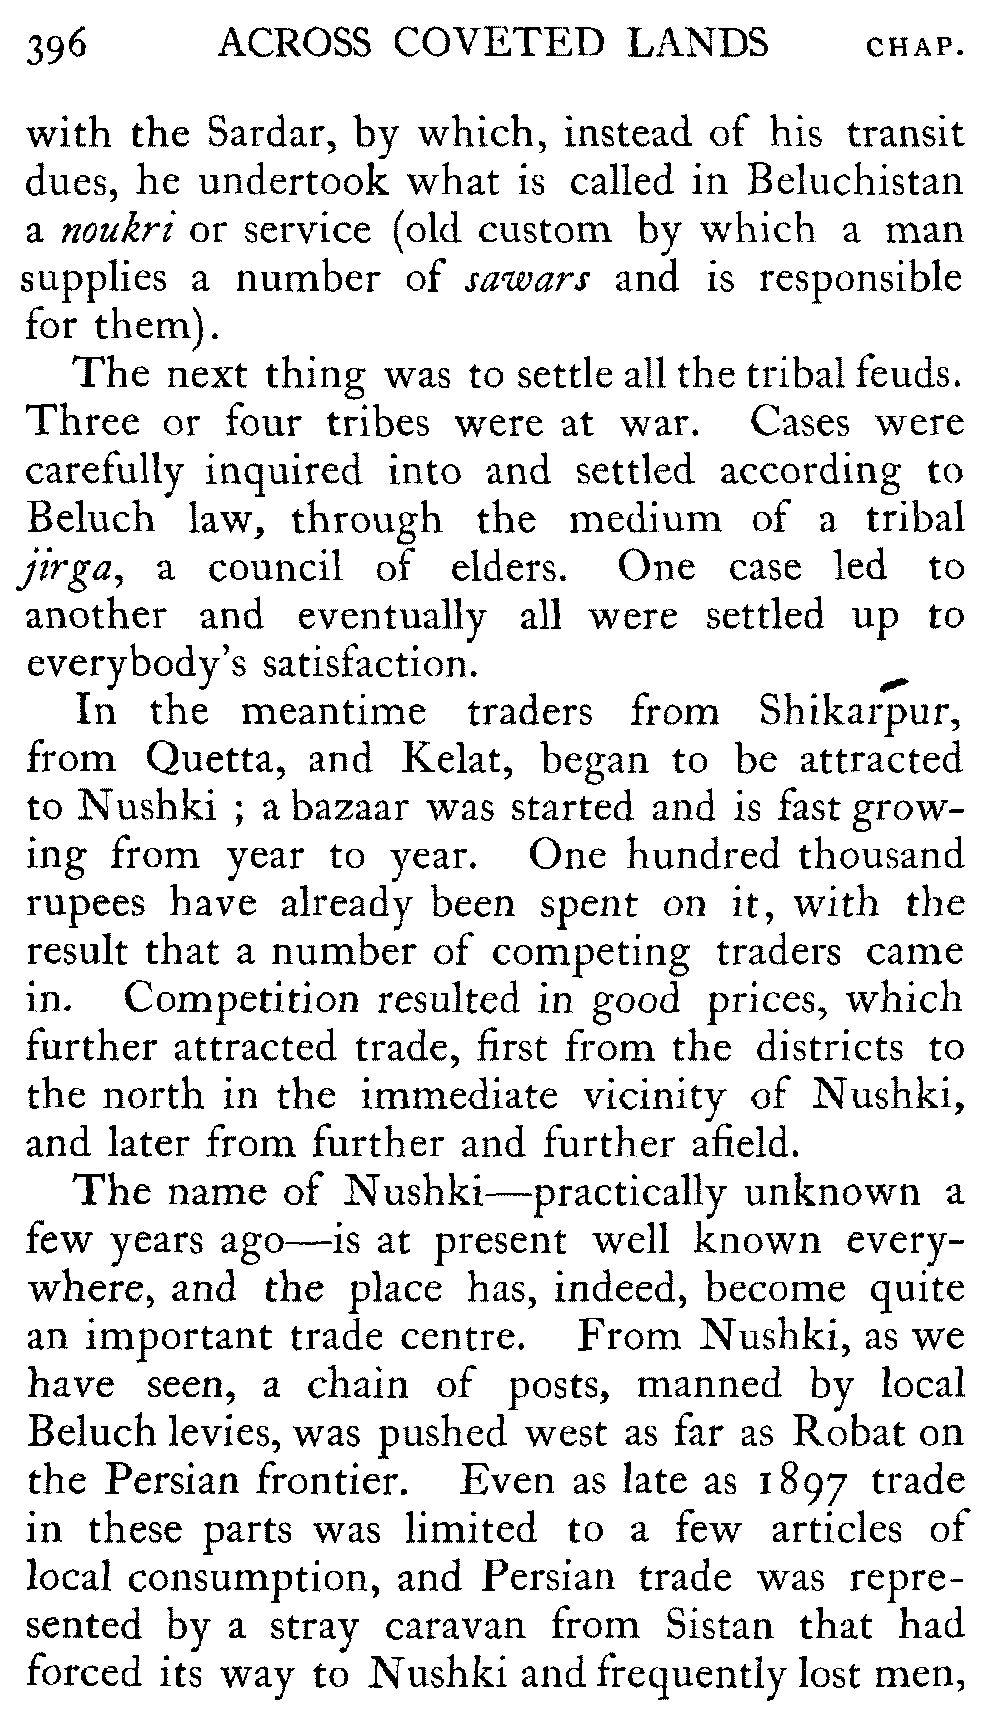 396 ACROSS COVETED LANDS CHAP.
with the Sardar, by which, instead of his transit
dues, he undertook what is called in Beluchistan
a noukri or service (old custom by which a man
supplies a number of sawars and is responsible
for them).
The next thing was to settle all the tribal feuds.
Three or four tribes were at war. Cases were
carefully inquired into and settled according to
Beluch law, through the medium of a tribal
jirga, a council of elders. One case led to
another and eventually all were settled up to
everybody's satisfaction.
In the meantime traders from Shikarpur,
from Quetta, and Kelat, began to be attracted
to Nushki ; a bazaar was started and is fast grow-
ing from year to year. One hundred thousand
rupees have already been spent on it, with the
result that a number of competing traders came
in. Competition resulted in good prices, which
further attracted trade, first from the districts to
the north in the immediate vicinity of Nushki,
and later from further and further afield.
The name of Nushki—practically unknown a
few years ago—is at present well known every-
where, and the place has, indeed, become quite
an important trade centre. From Nushki, as we
have seen, a chain of posts, manned by local
Beluch levies, was pushed west as far as Robat on
the Persian frontier. Even as late as 1897 trade
in these parts was limited to a few articles of
local consumption, and Persian trade was repre-
sented by a stray caravan from Sistan that had
forced its way to Nushki and frequently lost men,